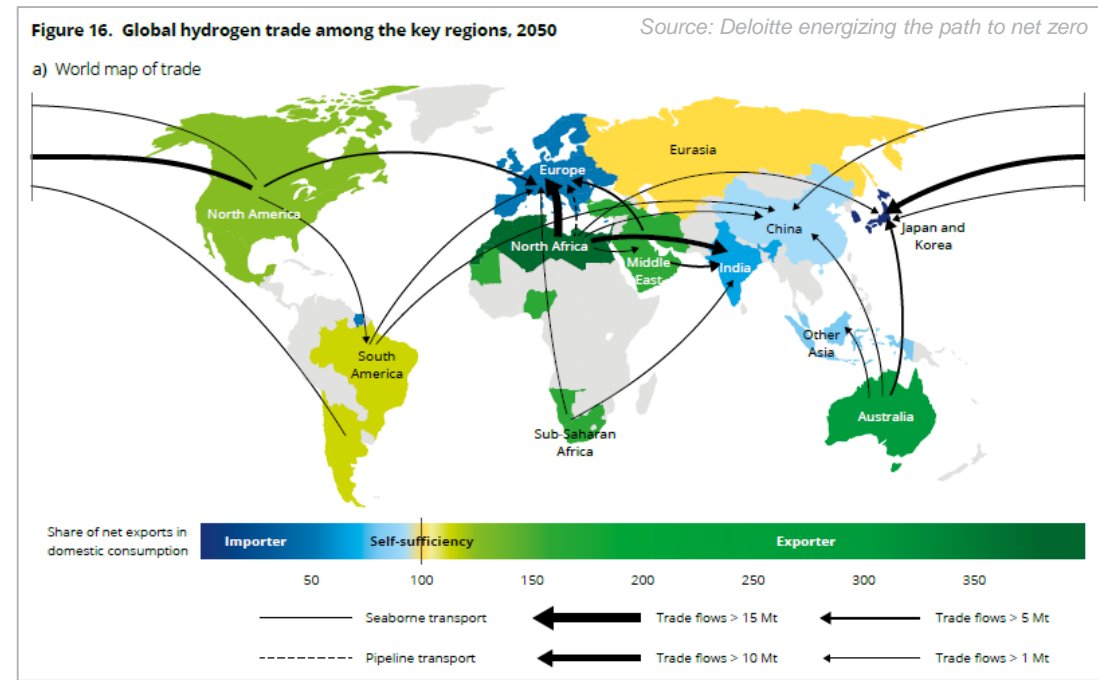 Figure 16. Global hydrogen trade among the key regions, 2050
Source: Deloitte energizing the path to net zero
a) World map of trade
Eurasia
Europe
North America
China
Japan and
Korea
North Africa
Middle
East
India
Other
Asia
South
America
Australia
Sub-Saharan
Africa
Share of net exports in
domestic consumption
Importer
Self-sufficiency
Exporter
50 100 150 200 250 300 350
Seaborne transport
Trade flows > 15 Mt
Trade flows > 5 Mt
Pipeline transport
Trade flows > 10 Mt
Trade flows > 1 Mt